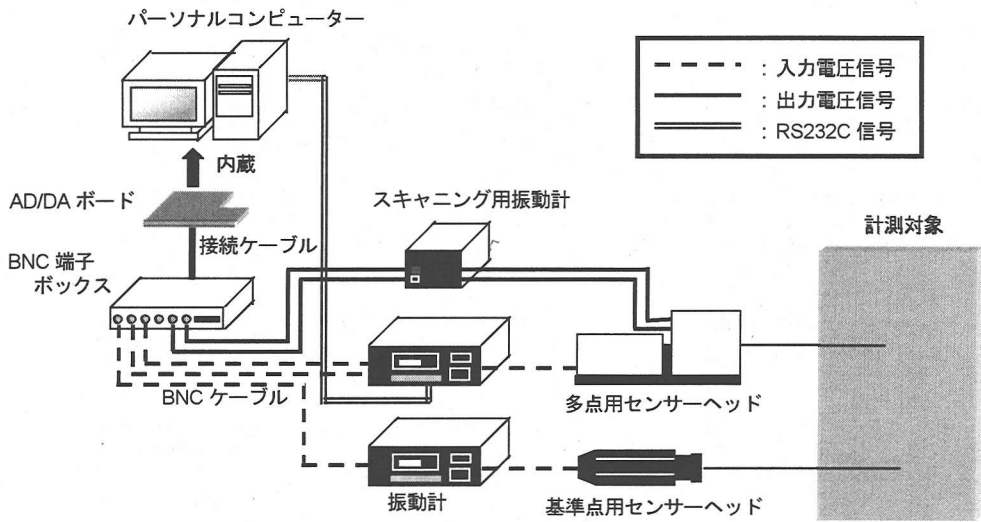 パーソナルコンピューター
: 入力電圧信号
: 出力電圧信号
: RS232C 信号
内蔵
AD/DA ボード
接続ケーブル
スキャニング用振動計
計測対象
BNC 端子
ボックス
BNC ケーブル
多点用センサーヘッド
振動計
基準点用センサーヘッド